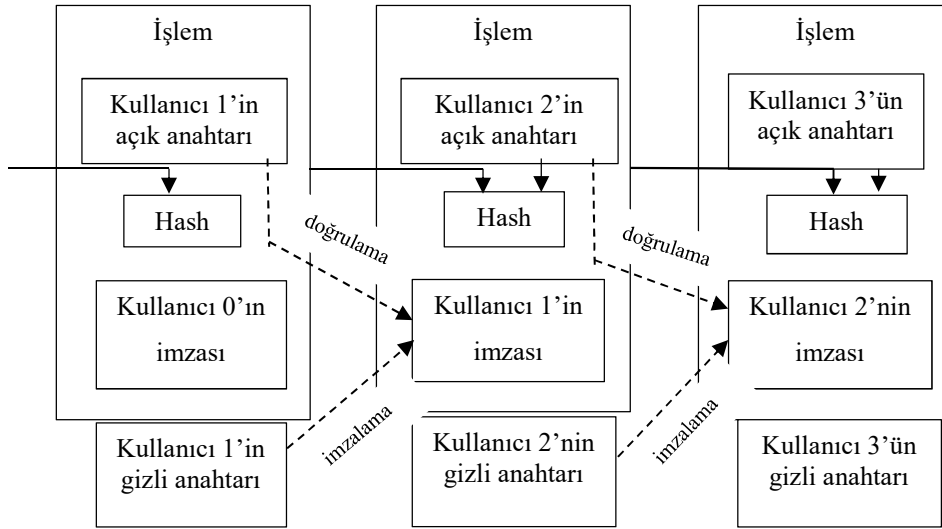 İşlem
Kullanıcı 1’in
açık anahtarı
Hash
Kullanıcı 0’ın
imzası
Kullanıcı 1’in
gizli anahtarı
doğrulama
imzalama
İşlem
Kullanıcı 2’in
açık anahtarı
Hash
Kullanıcı 1’in
imzası
Kullanıcı 2’nin
gizli anahtarı
doğrulama
imzalama
İşlem
Kullanıcı 3’ün
açık anahtarı
Hash
Kullanıcı 2’nin
imzası
Kullanıcı 3’ün
gizli anahtarı